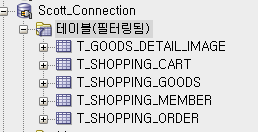 Scott_Connection
테이블(필터링됨)
T_GOODS_DETAIL_IMAGE
T_SHOPPING_CART
T_SHOPPING_GOODS
T_SHOPPING_MEMBER
T_SHOPPING_ORDER